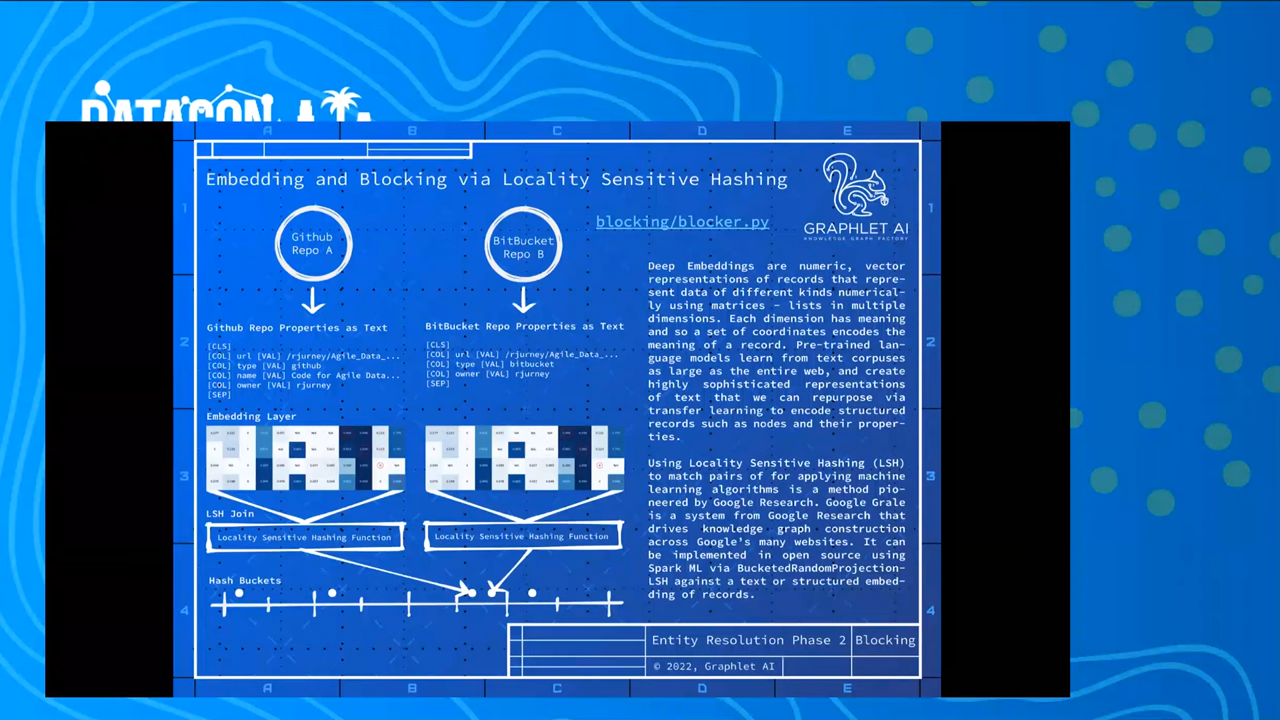 DATACON LA
A B C D E
Embedding and Blocking via Locality Sensitive Hashing
blocking/blocker.py
GRAPHLET AI
KNOWLEDGE GRAPH FACTORY
1 1
Github
Repo A
BitBucket
Repo B
Github Repo Properties as Text
[CLS]
[COL] url [VAL] /rjurney/Agile_Data_...
[COL] type [VAL] github
[COL] name [VAL] Code for Agile Data...
[COL] owner [VAL] rjurney
[SEP]
BitBucket Repo Properties as Text
[CLS]
[COL] url [VAL] /rjurney/Agile_Data_...
[COL] type [VAL] bitbucket
[COL] owner [VAL] rjurney
[SEP]
2 2
Embedding Layer
3 3
LSH Join
Locality Sensitive Hashing Function
Locality Sensitive Hashing Function
Hash Buckets
4 4
Deep Embeddings are numeric, vector
representations of records that repre-
sent data of different kinds numerical-
ly using matrices – lists in multiple
dimensions. Each dimension has meaning
and so a set of coordinates encodes the
meaning of a record. Pre-trained lan-
guage models learn from text corpuses
as large as the entire web, and create
highly sophisticated representations
of text that we can repurpose via
transfer learning to encode structured
records such as nodes and their proper-
ties.
Using Locality Sensitive Hashing (LSH)
to match pairs of for applying machine
learning algorithms is a method pio-
neered by Google Research. Google Grale
is a system from Google Research that
drives knowledge graph construction
across Google's many websites. It can
be implemented in open source using
Spark ML via BucketedRandomProjection-
LSH against a text or structured embed-
ding of records.
Entity Resolution Phase 2 Blocking
© 2022, Graphlet AI
A B C D E